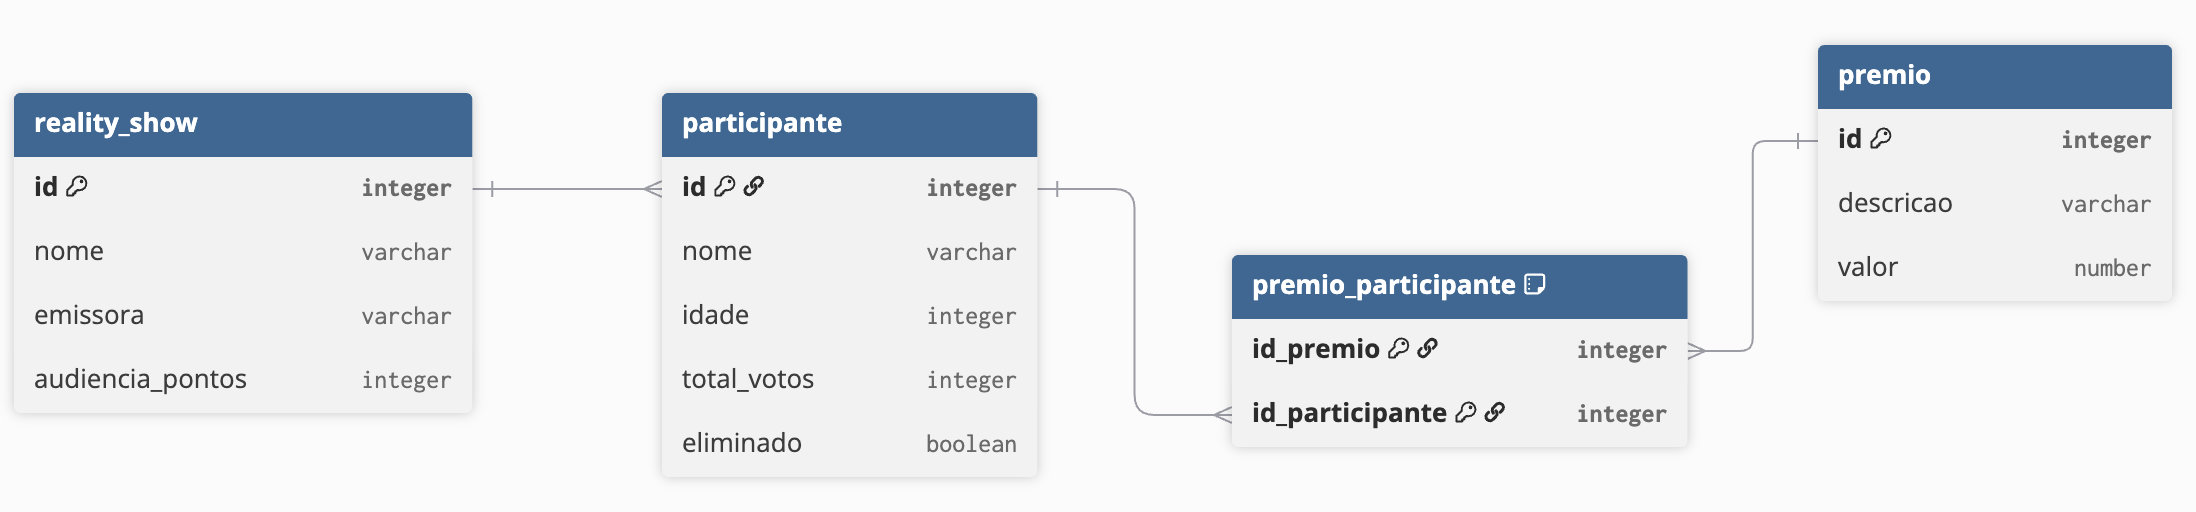 reality_show
id integer
nome varchar
emissora varchar
audiencia_pontos integer
participante
id integer
nome varchar
idade integer
total_votos integer
eliminado boolean
premio_participante
id_premio integer
id_participante integer
premio
id integer
descricao varchar
valor number